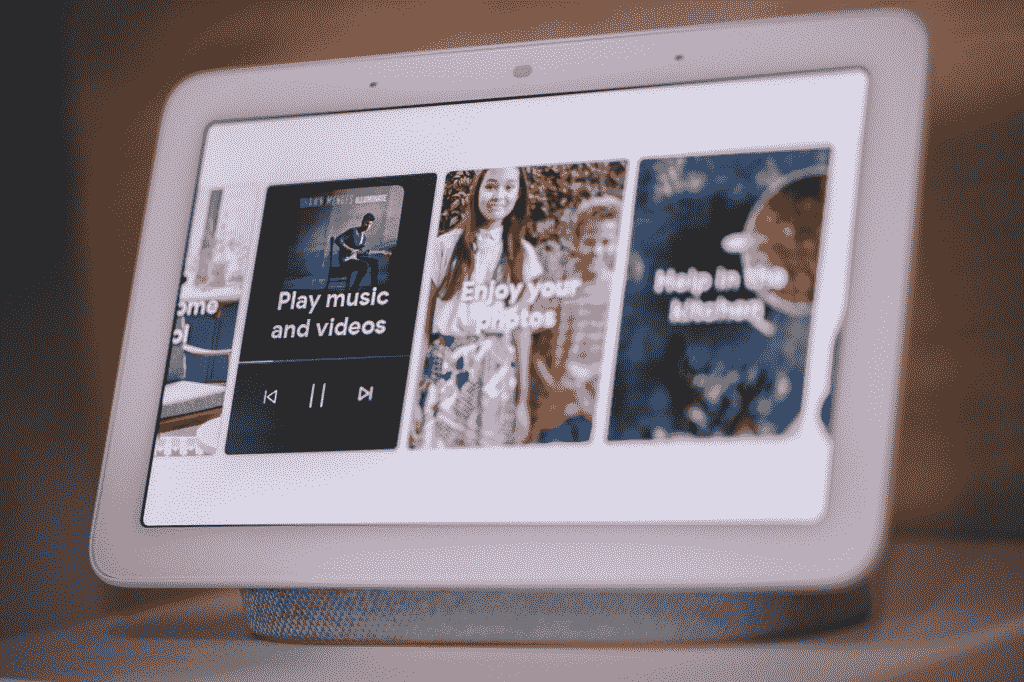 ome
ol
SHAWN MENDES ILLUMINATE
Play music
and videos
Enjoy your
photos
Help in the
kitchen